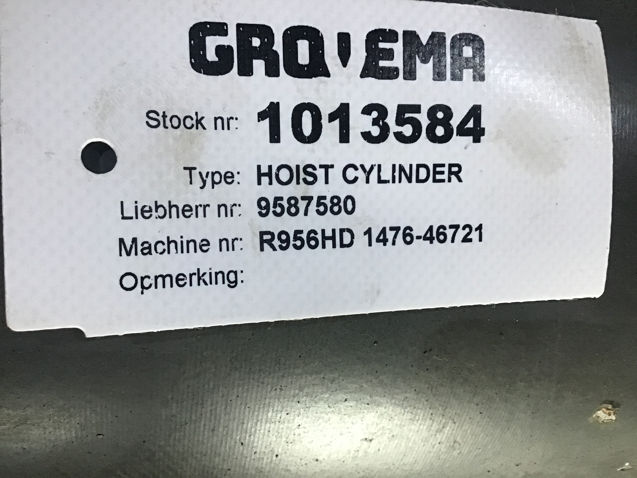 GROVEMA
Stock nr: 1013584
Type: HOIST CYLINDER
Liebherr nr: 9587580
Machine nr: R956HD 1476-46721
Opmerking: